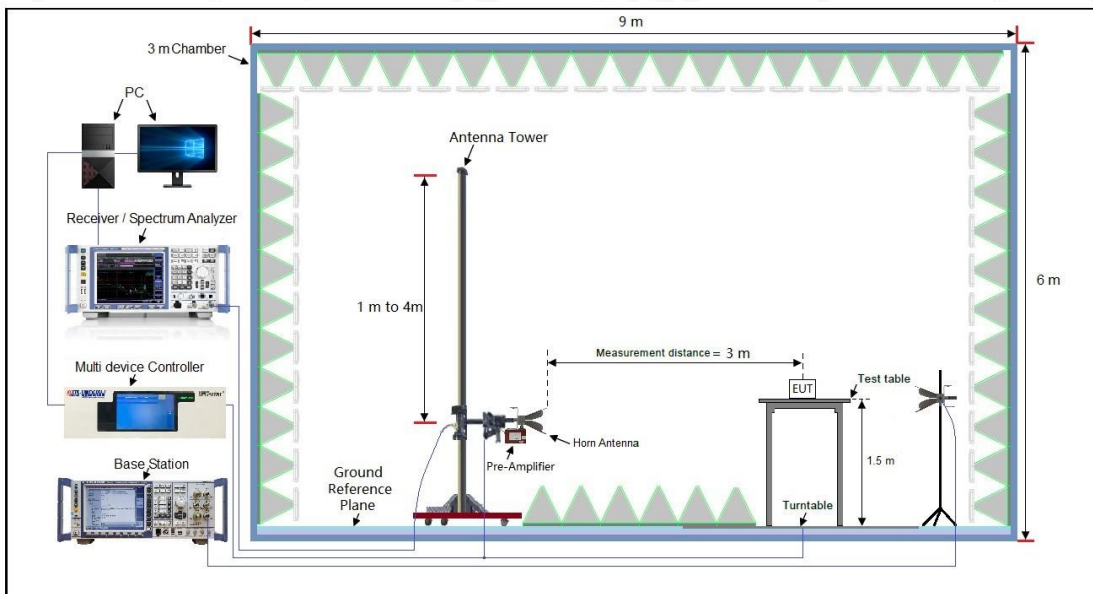 9 m
3 m Chamber
PC
Antenna Tower
Receiver / Spectrum Analyzer
1 m to 4m
6 m
Measurement distance = 3 m
EUT
Test table
Multi device Controller
Horn Antenna
Pre-Amplifier
1.5 m
Base Station
Ground
Reference
Plane
Turntable